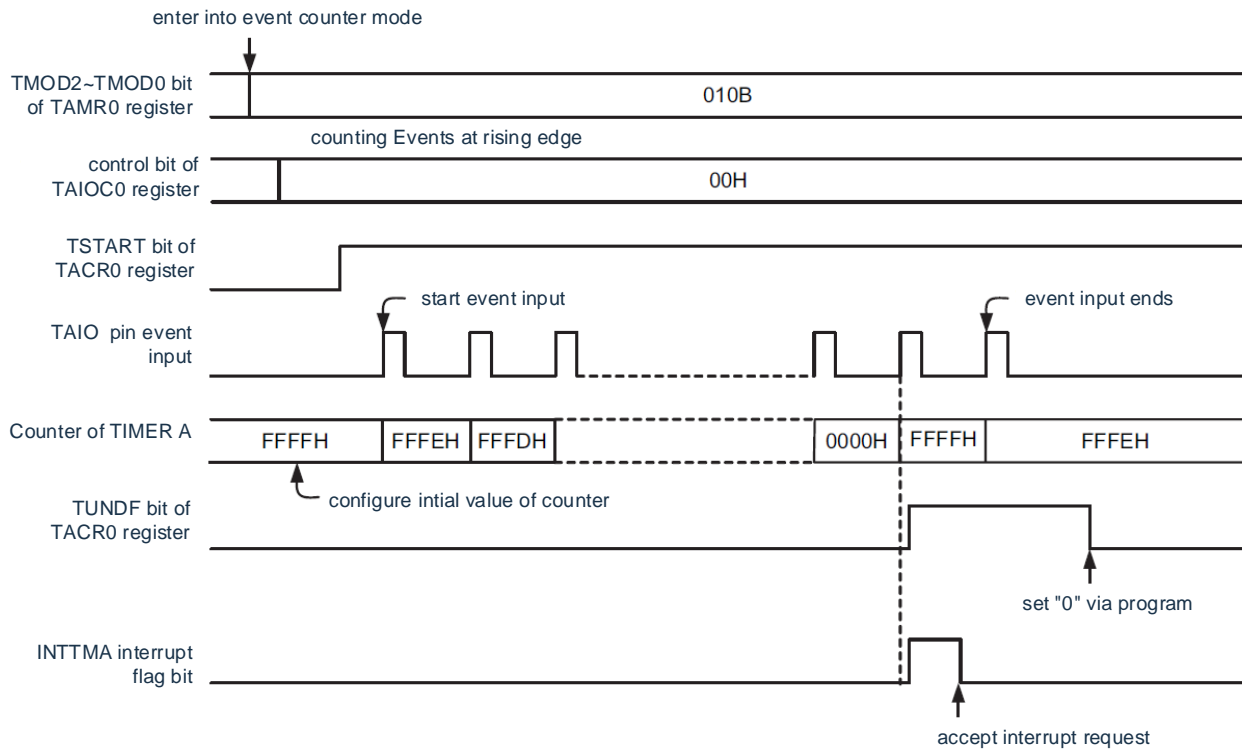 enter into event counter mode
TMOD2~TMOD0 bit
of TAMR0 register
010B
counting Events at rising edge
control bit of
TAIOC0 register
00H
TSTART bit of
TACR0 register
start event input
event input ends
TAIO pin event
input
Counter of TIMER A
FFFFH
FFFEH
FFFDH
0000H
FFFFH
FFFEH
configure intial value of counter
TUNDF bit of
TACR0 register
set "0" via program
INTTMA interrupt
flag bit
accept interrupt request